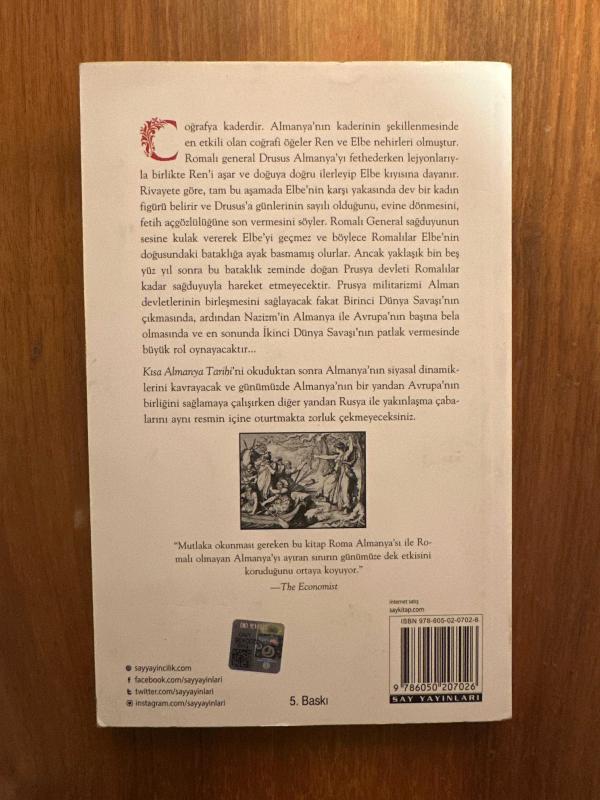 Coğrafya kaderdir. Almanya'nın kaderinin şekillenmesinde
en etkili olan coğrafi öğeler Ren ve Elbe nehirleri olmuştur.
Romalı general Drusus Almanya'yı fethederken lejyonlarıy-
la birlikte Ren'i aşar ve doğuya doğru ilerleyip Elbe kıyısına dayanır.
Rivayete göre, tam bu aşamada Elbe'nin karşı yakasında dev bir kadın
figürü belirir ve Drusus'a günlerinin sayılı olduğunu, evine dönmesini,
fetih açgözlülüğüne son vermesini söyler. Romalı General sağduyunun
sesine kulak vererek Elbe'yi geçmez ve böylece Romalılar Elbe'nin
doğusundaki bataklığa ayak basmamış olurlar. Ancak yaklaşık bin beş
yüz yıl sonra bu bataklık zeminde doğan Prusya devleti Romalılar
kadar sağduyuyla hareket etmeyecektir. Prusya militarizmi Alman
devletlerinin birleşmesini sağlayacak fakat Birinci Dünya Savaşı'nın
çıkmasında, ardından Nazizm'in Almanya ile Avrupa'nın başına bela
olmasında ve en sonunda İkinci Dünya Savaşı'nın patlak vermesinde
büyük rol oynayacaktır...
Kısa Almanya Tarihi'ni okuduktan sonra Almanya'nın siyasal dinamik-
lerini kavrayacak ve günümüzde Almanya'nın bir yandan Avrupa'nın
birliğini sağlamaya çalışırken diğer yandan Rusya ile yakınlaşma çaba-
larını aynı resmin içine oturtmakta zorluk çekmeyeceksiniz.
"Mutlaka okunması gereken bu kitap Roma Almanya'sı ile Ro-
malı olmayan Almanya'yı ayıran sınırın günümüze dek etkisini
koruduğunu ortaya koyuyor."
—The Economist
internet satış
saykitap.com
ISBN 978-605-02-0702-6
9 786050 207026
SAY YAYINLARI
sayyayincilik.com
facebook.com/sayyayinlari
twitter.com/sayyayinlari
instagram.com/sayyayinlari
5. Baskı